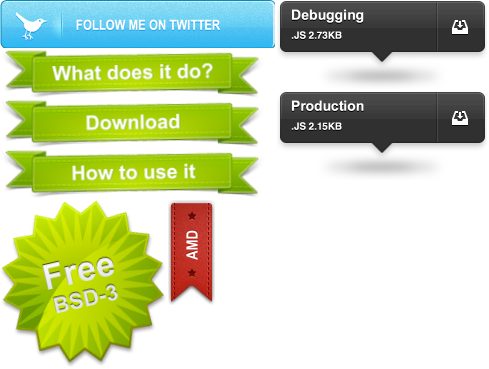 FOLLOW ME ON TWITTER
What does it do?
Download
How to use it
Free
BSD-3
AMD
Debugging
.JS 2.73KB
Production
.JS 2.15KB